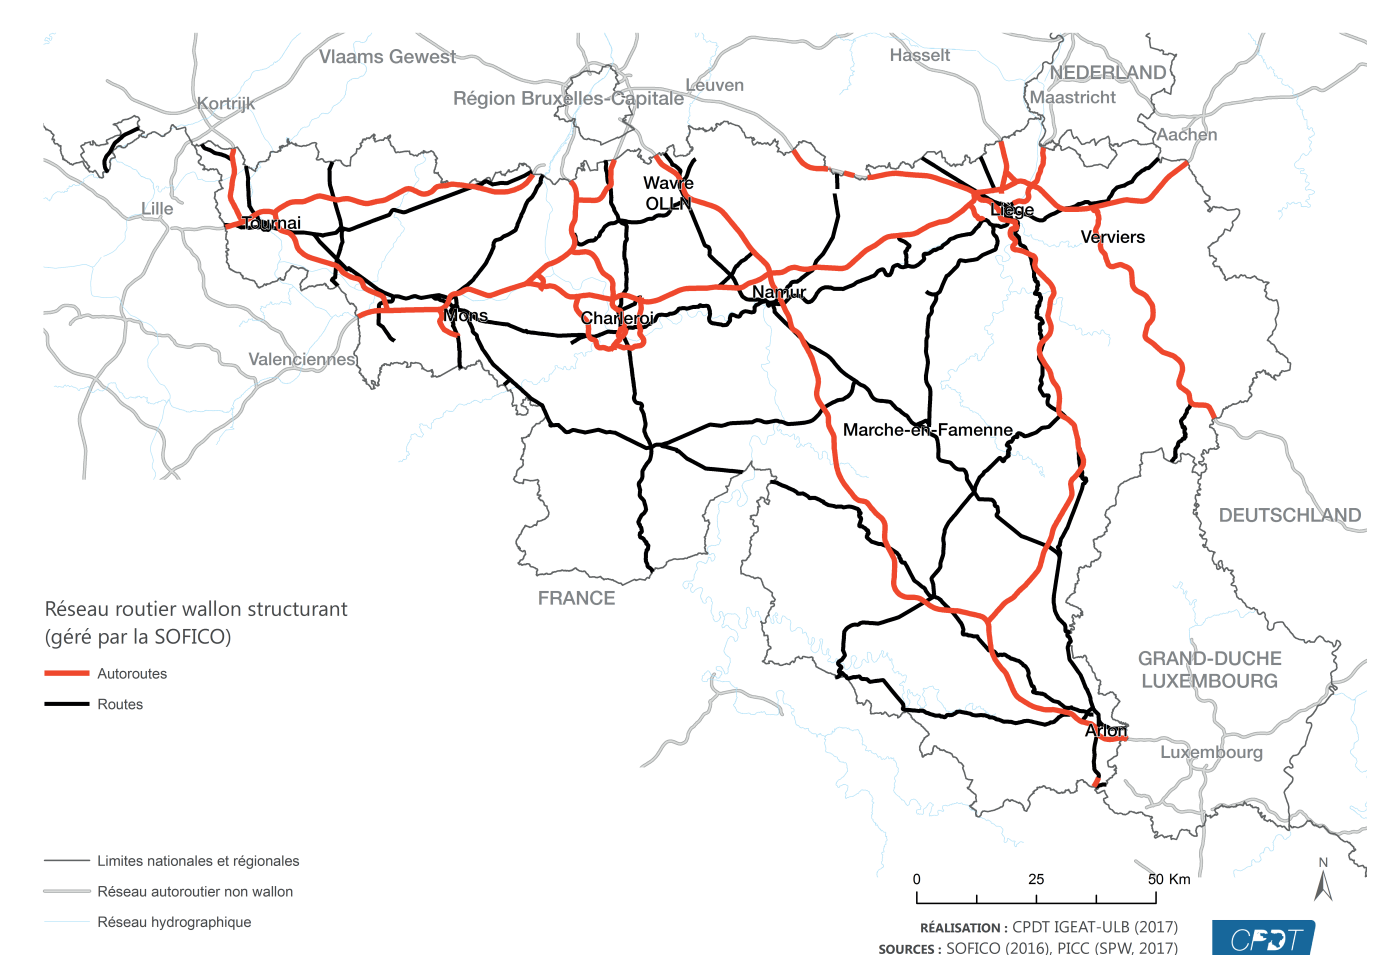 Vlaams Gewest
Hasselt
NEDERLAND
Leuven
Kortrijk
Région Bruxelles-Capitale
Maastricht
Aachen
Wavre
OLLN
Lille
Tournai
Liège
Verviers
Namur
Mons
Charleroi
Valenciennes
Marche-en-Famenne
DEUTSCHLAND
FRANCE
Réseau routier wallon structurant
(géré par la SOFICO)
Autoroutes
Routes
GRAND-DUCHE
LUXEMBOURG
Arlon
Luxembourg
Limites nationales et régionales
Réseau autoroutier non wallon
Réseau hydrographique
N
0 25 50 Km
RÉALISATION : CPDT IGEAT-ULB (2017)
SOURCES : SOFICO (2016), PICC (SPW, 2017)
CPDT